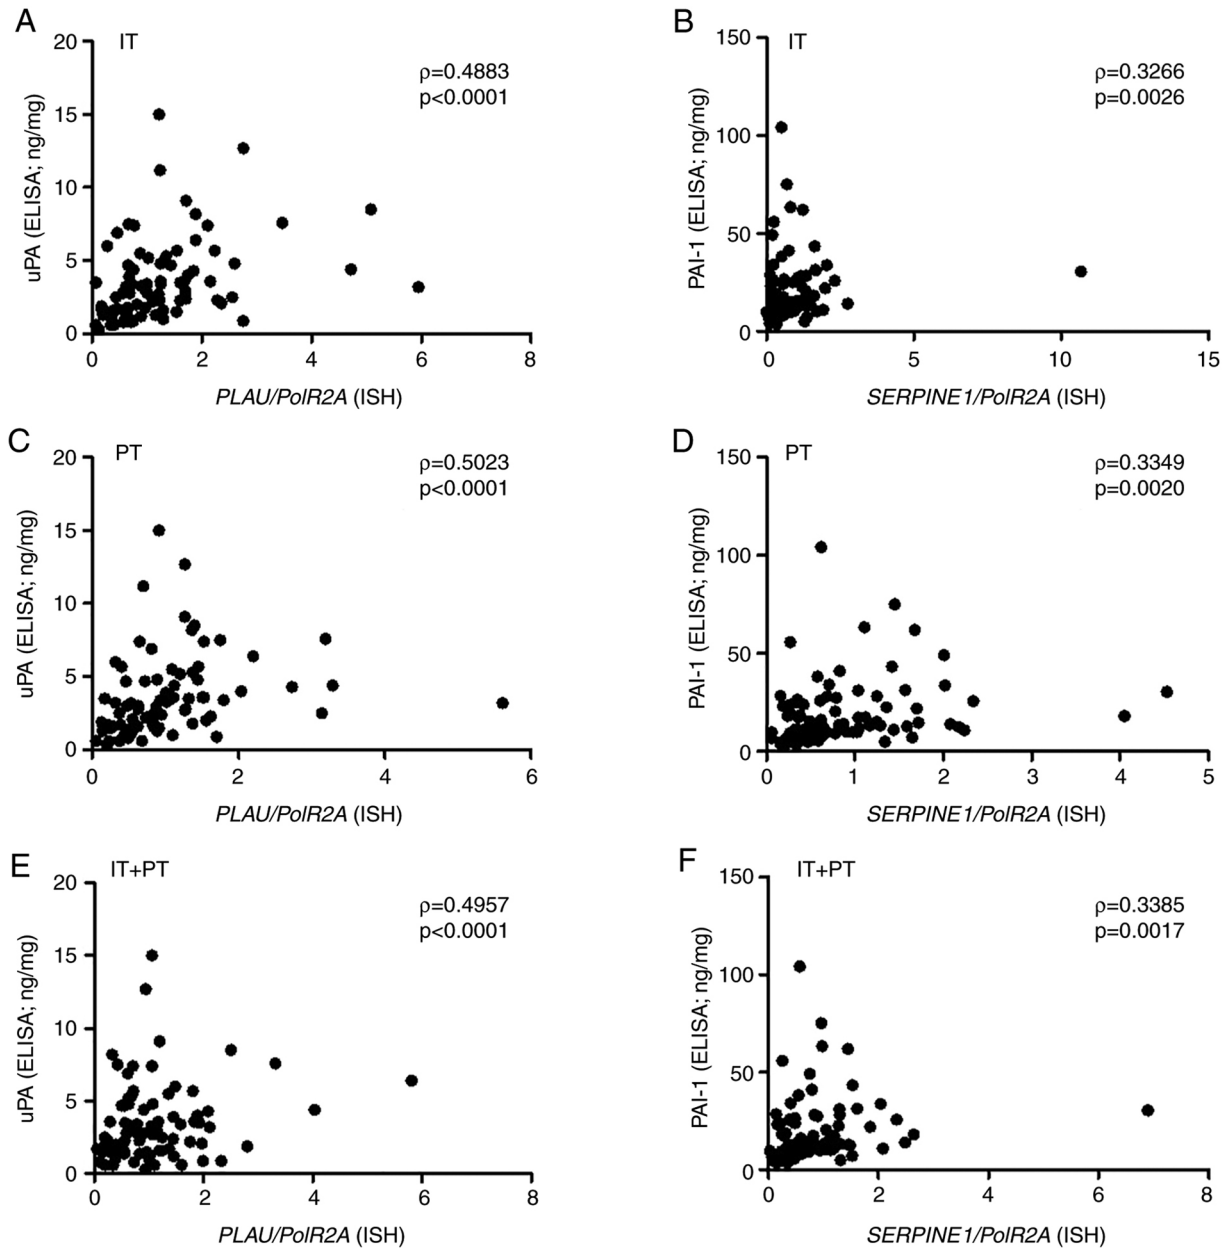 A
IT
20
15
10
5
0
uPA (ELISA; ng/mg)
ρ=0.4883
p<0.0001
0 2 4 6 8
PLAU/PolR2A (ISH)
B
IT
150
100
50
0
PAI-1 (ELISA; ng/mg)
ρ=0.3266
p=0.0026
0 5 10 15
SERPINE1/PolR2A (ISH)
C
PT
20
15
10
5
0
uPA (ELISA; ng/mg)
ρ=0.5023
p<0.0001
0 2 4 6
PLAU/PolR2A (ISH)
D
PT
150
100
50
0
PAI-1 (ELISA; ng/mg)
ρ=0.3349
p=0.0020
0 1 2 3 4 5
SERPINE1/PolR2A (ISH)
E
IT+PT
20
15
10
5
0
uPA (ELISA; ng/mg)
ρ=0.4957
p<0.0001
0 2 4 6 8
PLAU/PolR2A (ISH)
F
IT+PT
150
100
50
0
PAI-1 (ELISA; ng/mg)
ρ=0.3385
p=0.0017
0 2 4 6 8
SERPINE1/PolR2A (ISH)